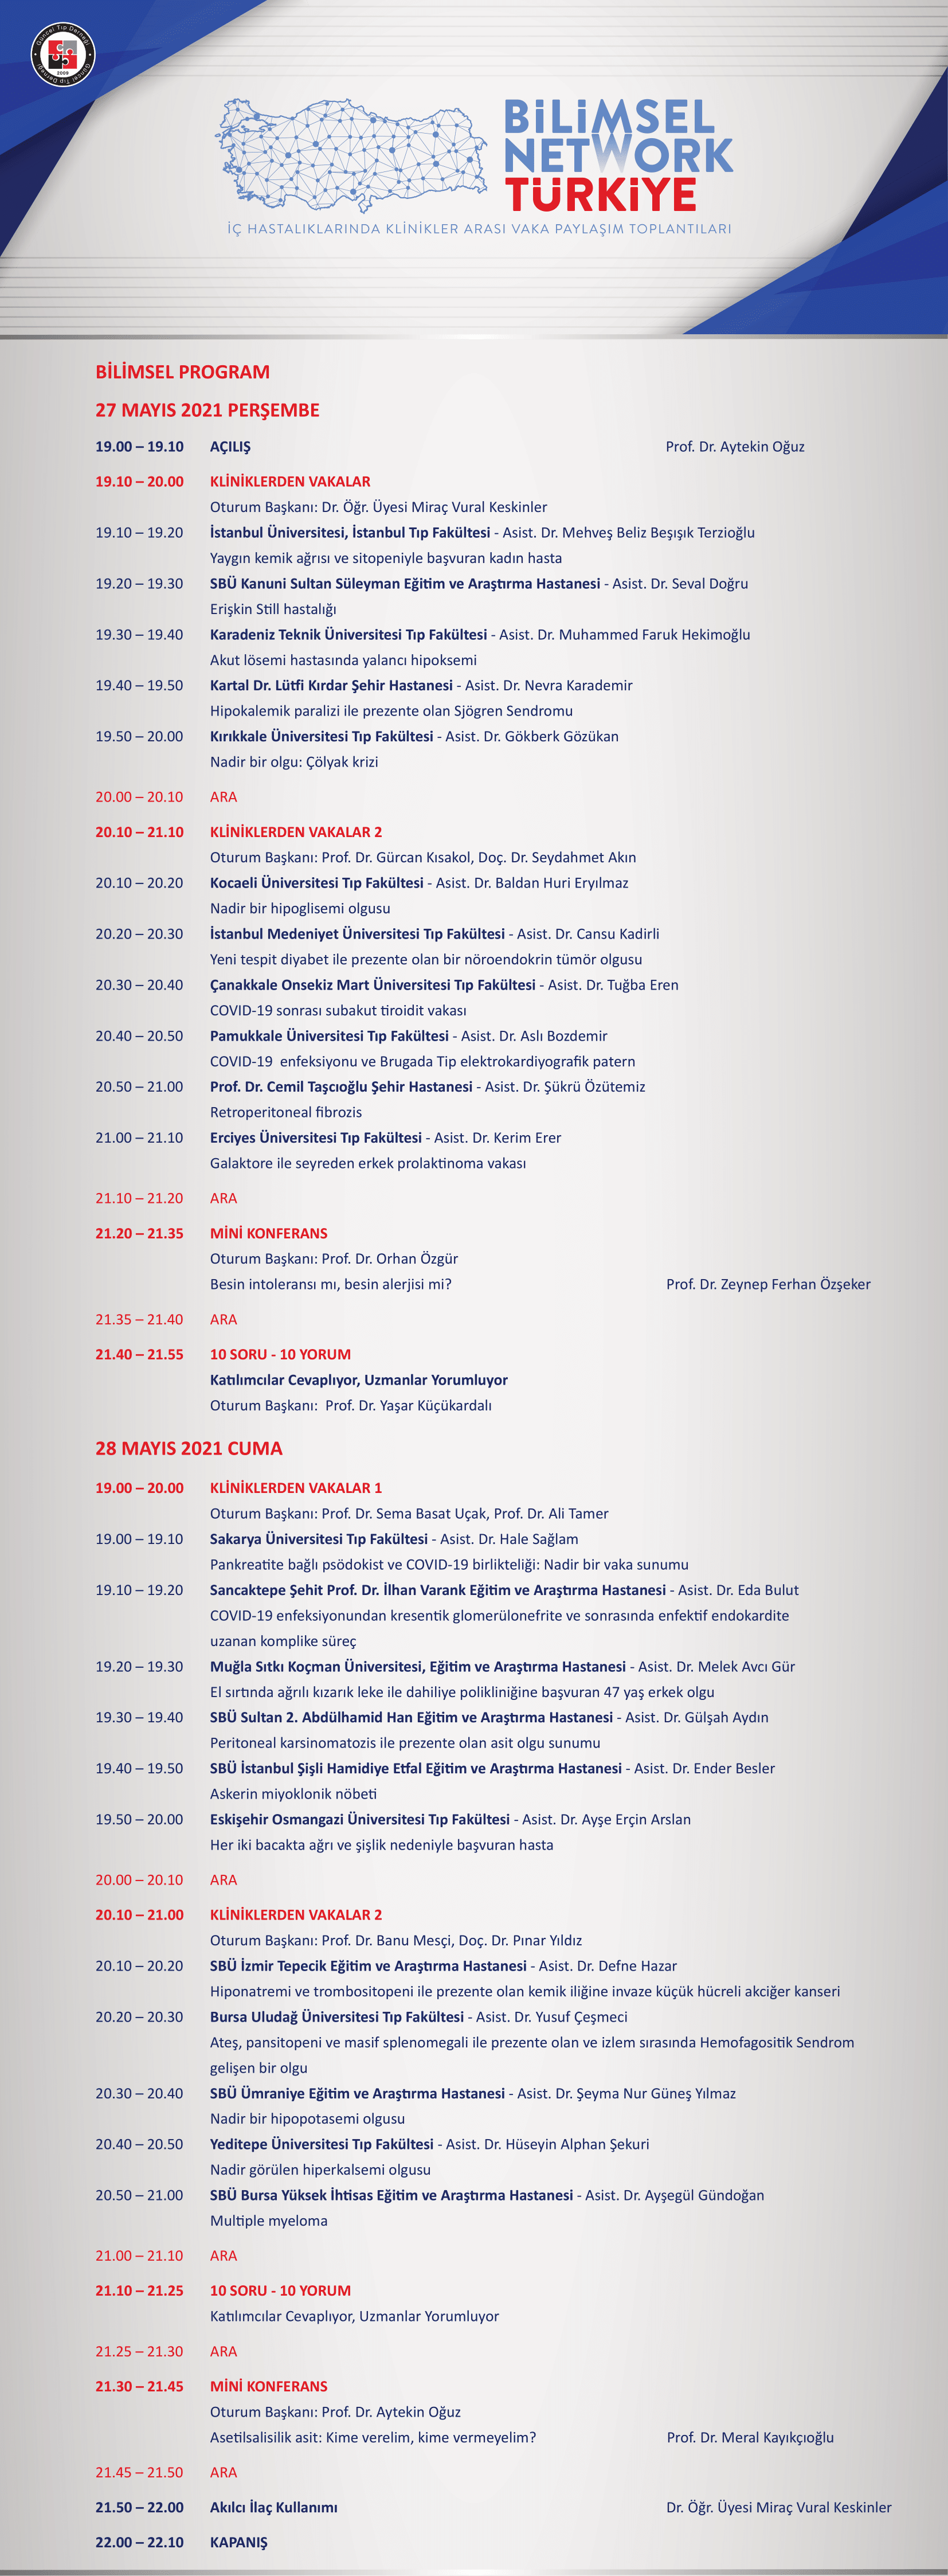 Güncel Tıp Derneği
Güncel Tıp Derneği
2009
BİLİMSEL
NETWORK
TÜRKİYE
İÇ HASTALIKLARINDA KLİNİKLER ARASI VAKA PAYLAŞIM TOPLANTILARI
BİLİMSEL PROGRAM
27 MAYIS 2021 PERŞEMBE
19.00 – 19.10 AÇILIŞ Prof. Dr. Aytekin Oğuz
19.10 – 20.00 KLİNİKLERDEN VAKALAR
Oturum Başkanı: Dr. Öğr. Üyesi Miraç Vural Keskinler
19.10 – 19.20 İstanbul Üniversitesi, İstanbul Tıp Fakültesi - Asist. Dr. Mehveş Beliz Beşışık Terzioğlu
Yaygın kemik ağrısı ve sitopeniyle başvuran kadın hasta
19.20 – 19.30 SBÜ Kanuni Sultan Süleyman Eğitim ve Araştırma Hastanesi - Asist. Dr. Seval Doğru
Erişkin Still hastalığı
19.30 – 19.40 Karadeniz Teknik Üniversitesi Tıp Fakültesi - Asist. Dr. Muhammed Faruk Hekimoğlu
Akut lösemi hastasında yalancı hipoksemi
19.40 – 19.50 Kartal Dr. Lütfi Kırdar Şehir Hastanesi - Asist. Dr. Nevra Karademir
Hipokalemik paralizi ile prezente olan Sjögren Sendromu
19.50 – 20.00 Kırıkkale Üniversitesi Tıp Fakültesi - Asist. Dr. Gökberk Gözükan
Nadir bir olgu: Çölyak krizi
20.00 – 20.10 ARA
20.10 – 21.10 KLİNİKLERDEN VAKALAR 2
Oturum Başkanı: Prof. Dr. Gürcan Kısakol, Doç. Dr. Seydahmet Akın
20.10 – 20.20 Kocaeli Üniversitesi Tıp Fakültesi - Asist. Dr. Baldan Huri Eryılmaz
Nadir bir hipoglisemi olgusu
20.20 – 20.30 İstanbul Medeniyet Üniversitesi Tıp Fakültesi - Asist. Dr. Cansu Kadirli
Yeni tespit diyabet ile prezente olan bir nöroendokrin tümör olgusu
20.30 – 20.40 Çanakkale Onsekiz Mart Üniversitesi Tıp Fakültesi - Asist. Dr. Tuğba Eren
COVID-19 sonrası subakut tiroidit vakası
20.40 – 20.50 Pamukkale Üniversitesi Tıp Fakültesi - Asist. Dr. Aslı Bozdemir
COVID-19 enfeksiyonu ve Brugada Tip elektrokardiyografik patern
20.50 – 21.00 Prof. Dr. Cemil Taşcıoğlu Şehir Hastanesi - Asist. Dr. Şükrü Özütemiz
Retroperitoneal fibrozis
21.00 – 21.10 Erciyes Üniversitesi Tıp Fakültesi - Asist. Dr. Kerim Erer
Galaktore ile seyreden erkek prolaktinoma vakası
21.10 – 21.20 ARA
21.20 – 21.35 MİNİ KONFERANS
Oturum Başkanı: Prof. Dr. Orhan Özgür
Besin intoleransı mı, besin alerjisi mi? Prof. Dr. Zeynep Ferhan Özşeker
21.35 – 21.40 ARA
21.40 – 21.55 10 SORU - 10 YORUM
Katılımcılar Cevaplıyor, Uzmanlar Yorumluyor
Oturum Başkanı: Prof. Dr. Yaşar Küçükardalı
28 MAYIS 2021 CUMA
19.00 – 20.00 KLİNİKLERDEN VAKALAR 1
Oturum Başkanı: Prof. Dr. Sema Basat Uçak, Prof. Dr. Ali Tamer
19.00 – 19.10 Sakarya Üniversitesi Tıp Fakültesi - Asist. Dr. Hale Sağlam
Pankreatite bağlı psödokist ve COVID-19 birlikteliği: Nadir bir vaka sunumu
19.10 – 19.20 Sancaktepe Şehit Prof. Dr. İlhan Varank Eğitim ve Araştırma Hastanesi - Asist. Dr. Eda Bulut
COVID-19 enfeksiyonundan kresentik glomerülonefrite ve sonrasında enfektif endokardite
uzanan komplike süreç
19.20 – 19.30 Muğla Sıtkı Koçman Üniversitesi, Eğitim ve Araştırma Hastanesi - Asist. Dr. Melek Avcı Gür
El sırtında ağrılı kızarık leke ile dahiliye polikliniğine başvuran 47 yaş erkek olgu
19.30 – 19.40 SBÜ Sultan 2. Abdülhamid Han Eğitim ve Araştırma Hastanesi - Asist. Dr. Gülşah Aydın
Peritoneal karsinomatozis ile prezente olan asit olgu sunumu
19.40 – 19.50 SBÜ İstanbul Şişli Hamidiye Etfal Eğitim ve Araştırma Hastanesi - Asist. Dr. Ender Besler
Askerin miyoklonik nöbeti
19.50 – 20.00 Eskişehir Osmangazi Üniversitesi Tıp Fakültesi - Asist. Dr. Ayşe Erçin Arslan
Her iki bacakta ağrı ve şişlik nedeniyle başvuran hasta
20.00 – 20.10 ARA
20.10 – 21.00 KLİNİKLERDEN VAKALAR 2
Oturum Başkanı: Prof. Dr. Banu Mesçi, Doç. Dr. Pınar Yıldız
20.10 – 20.20 SBÜ İzmir Tepecik Eğitim ve Araştırma Hastanesi - Asist. Dr. Defne Hazar
Hiponatremi ve trombositopeni ile prezente olan kemik iliğine invaze küçük hücreli akciğer kanseri
20.20 – 20.30 Bursa Uludağ Üniversitesi Tıp Fakültesi - Asist. Dr. Yusuf Çeşmeci
Ateş, pansitopeni ve masif splenomegali ile prezente olan ve izlem sırasında Hemofagositik Sendrom
gelişen bir olgu
20.30 – 20.40 SBÜ Ümraniye Eğitim ve Araştırma Hastanesi - Asist. Dr. Şeyma Nur Güneş Yılmaz
Nadir bir hipopotasemi olgusu
20.40 – 20.50 Yeditepe Üniversitesi Tıp Fakültesi - Asist. Dr. Hüseyin Alphan Şekuri
Nadir görülen hiperkalsemi olgusu
20.50 – 21.00 SBÜ Bursa Yüksek İhtisas Eğitim ve Araştırma Hastanesi - Asist. Dr. Ayşegül Gündoğan
Multiple myeloma
21.00 – 21.10 ARA
21.10 – 21.25 10 SORU - 10 YORUM
Katılımcılar Cevaplıyor, Uzmanlar Yorumluyor
21.25 – 21.30 ARA
21.30 – 21.45 MİNİ KONFERANS
Oturum Başkanı: Prof. Dr. Aytekin Oğuz
Asetilsalisilik asit: Kime verelim, kime vermeyelim? Prof. Dr. Meral Kayıkçıoğlu
21.45 – 21.50 ARA
21.50 – 22.00 Akılcı İlaç Kullanımı Dr. Öğr. Üyesi Miraç Vural Keskinler
22.00 – 22.10 KAPANIŞ